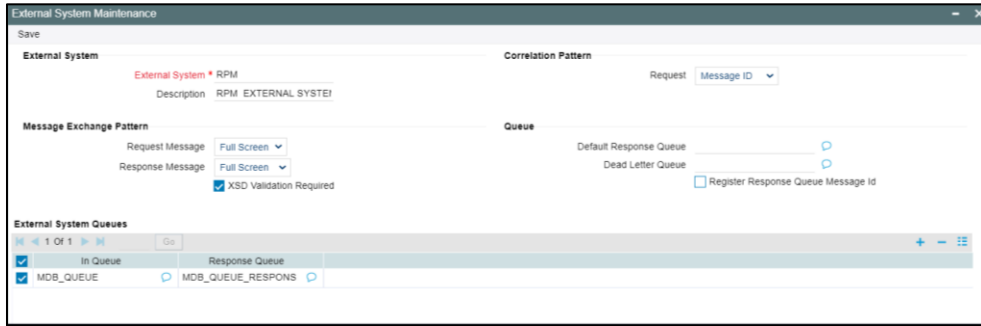 External System Maintenance
Save
External System
External System * RPM
Description RPM EXTERNAL SYSTEM
Correlation Pattern
Request Message ID
Message Exchange Pattern
Request Message Full Screen
Response Message Full Screen
XSD Validation Required
Queue
Default Response Queue
Dead Letter Queue
Register Response Queue Message Id
External System Queues
1 Of 1 Go
In Queue Response Queue
MDB_QUEUE MDB_QUEUE_RESPONS